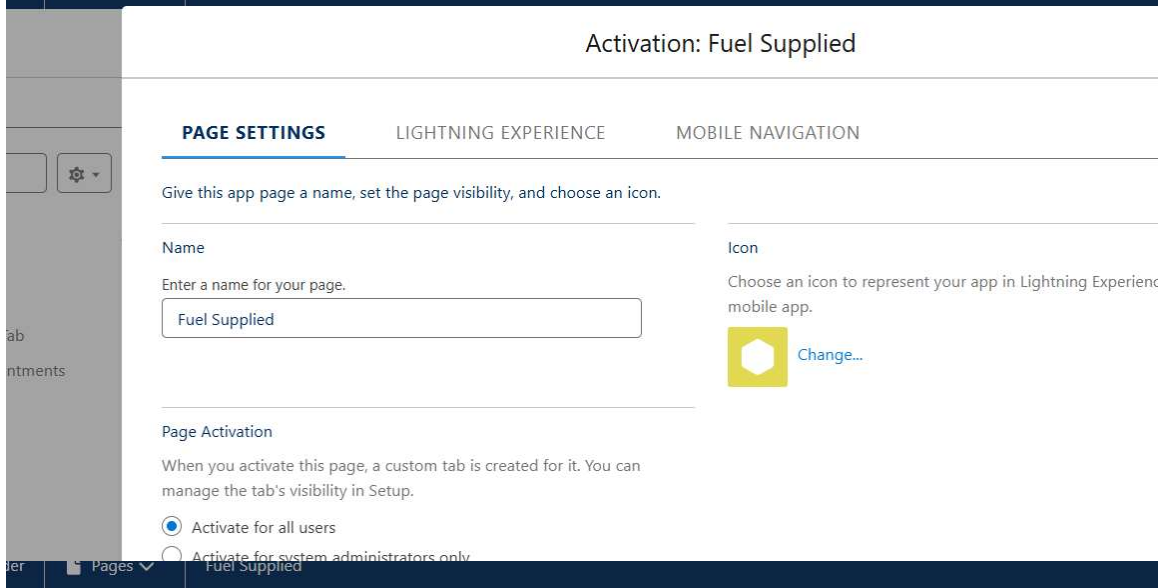 Activation: Fuel Supplied
PAGE SETTINGS LIGHTNING EXPERIENCE MOBILE NAVIGATION
Give this app page a name, set the page visibility, and choose an icon.
Name
Enter a name for your page.
Fuel Supplied
Icon
Choose an icon to represent your app in Lightning Experienc
mobile app.
Change...
ab
ntments
Page Activation
When you activate this page, a custom tab is created for it. You can
manage the tab's visibility in Setup.
Activate for all users
Activate for system administrators only
der Pages Fuel Supplied